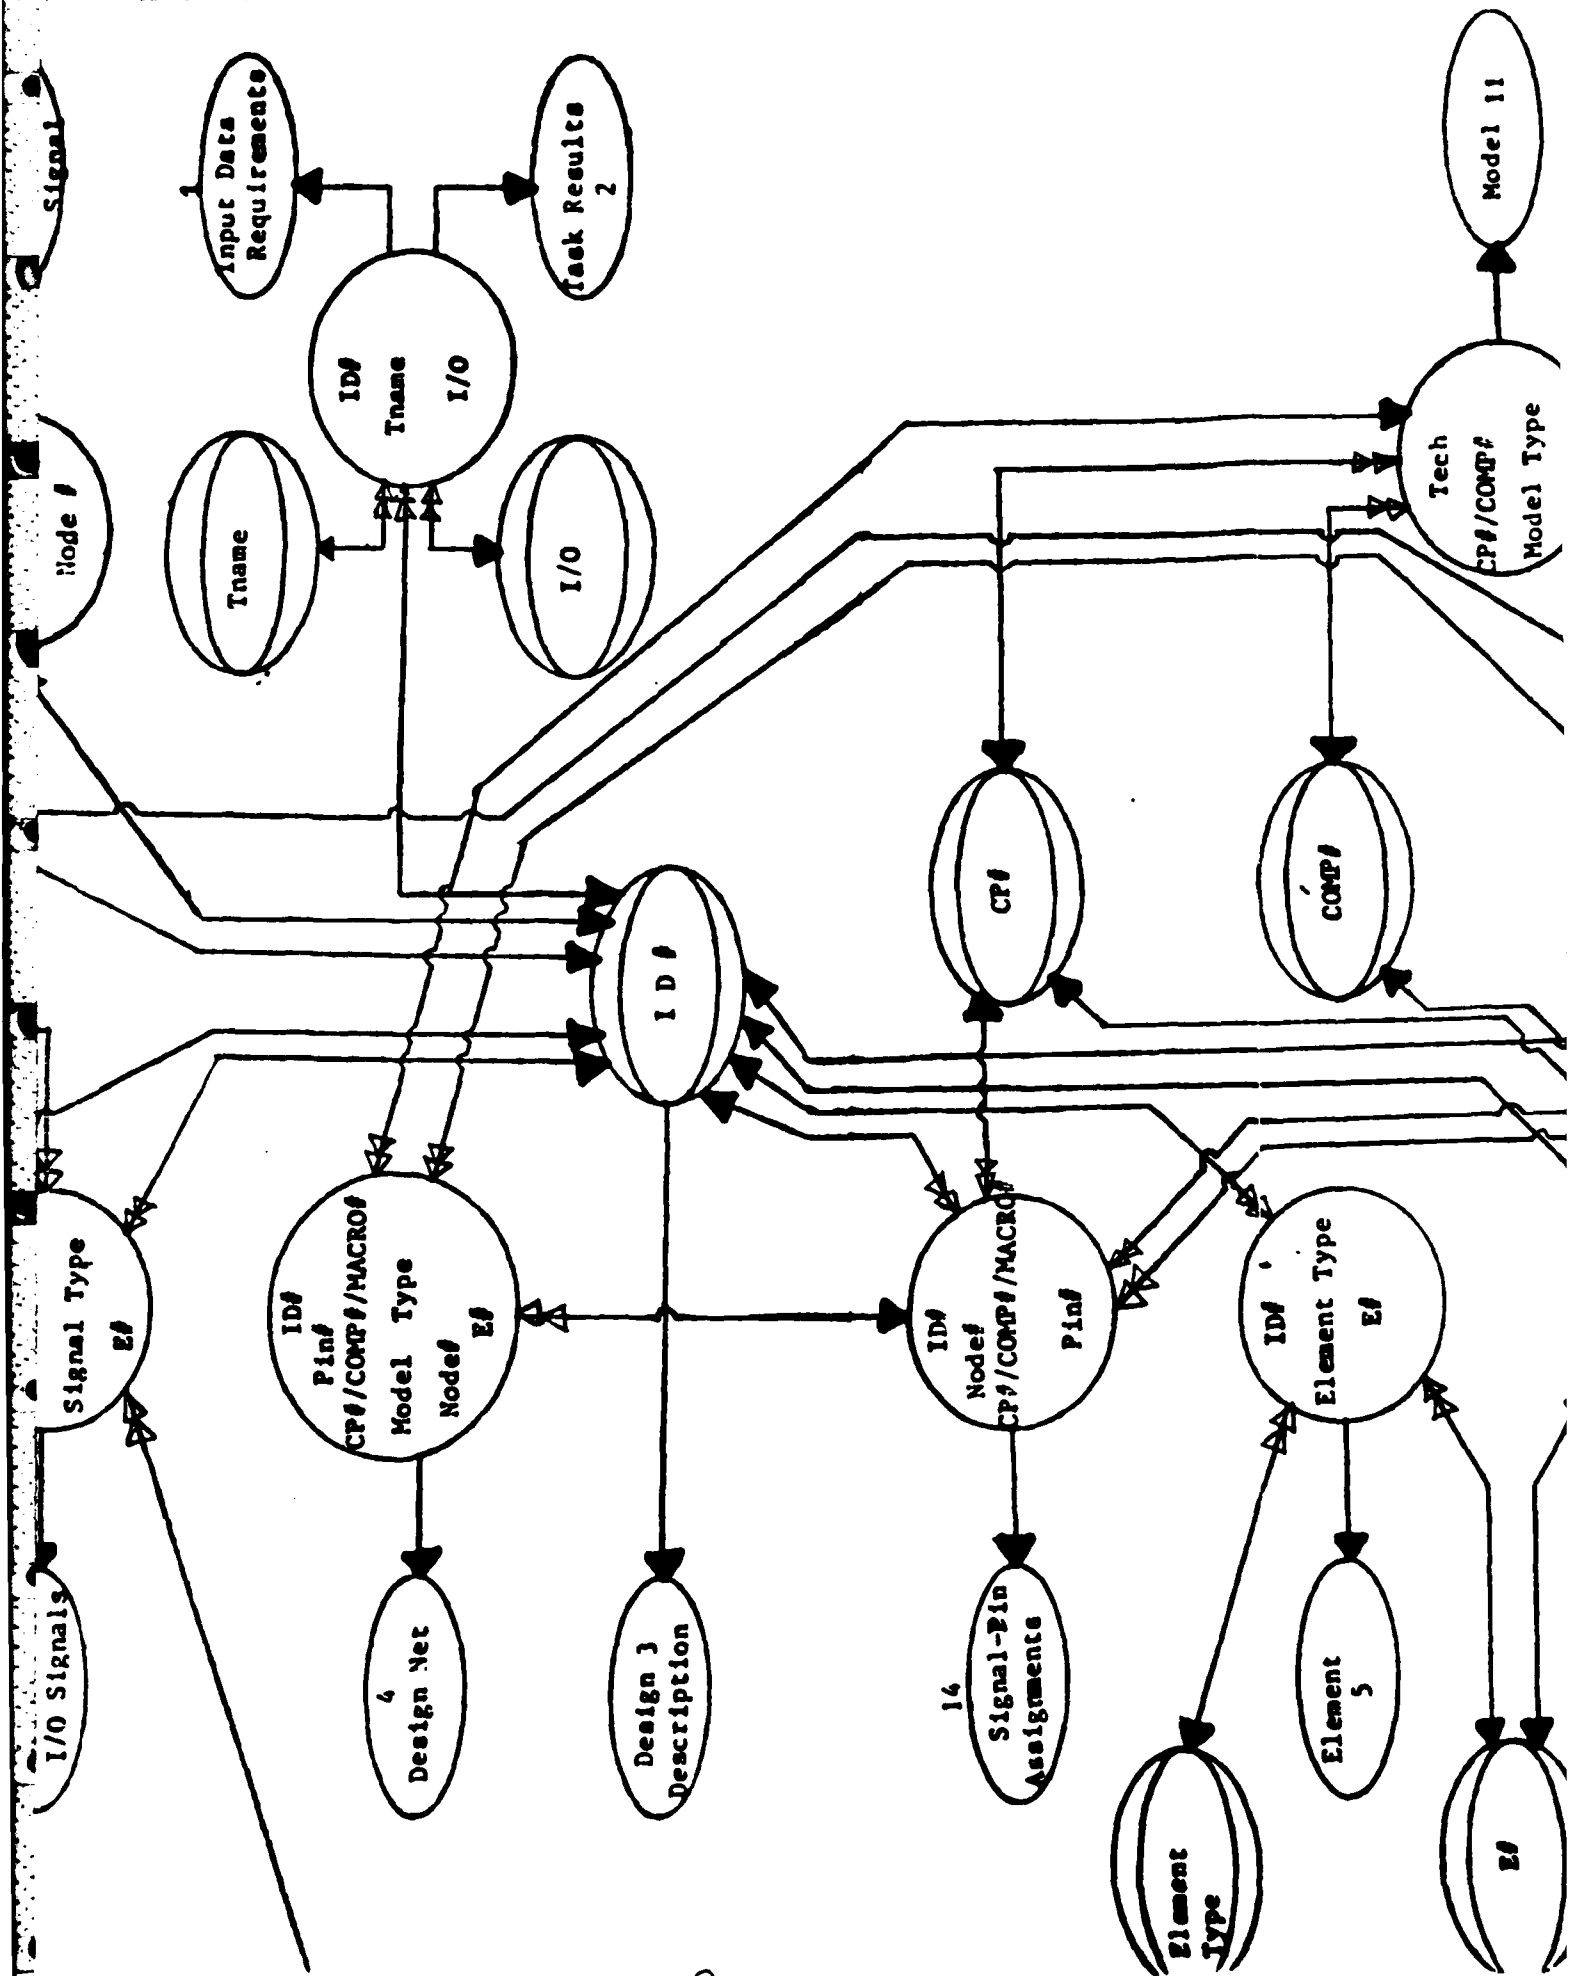 I/O Signals
Signal Type
E#
Node #
Signal
Tname
1
Input Data
Requirements
4
Design Net
ID#
Pin#
CP#/COMP#/MACRO#
Model Type
Node#
E#
ID#
Tname
I/O
I/O
Task Results
2
Design 3
Description
I D #
14
Signal-Pin
Assignments
ID#
Node#
CP#/COMP#/MACRO#
Pin#
CP#
Element
Type
ID#
Element Type
E#
Element
5
COMP#
Tech
CP#/COMP#
Model Type
Model 11
E#